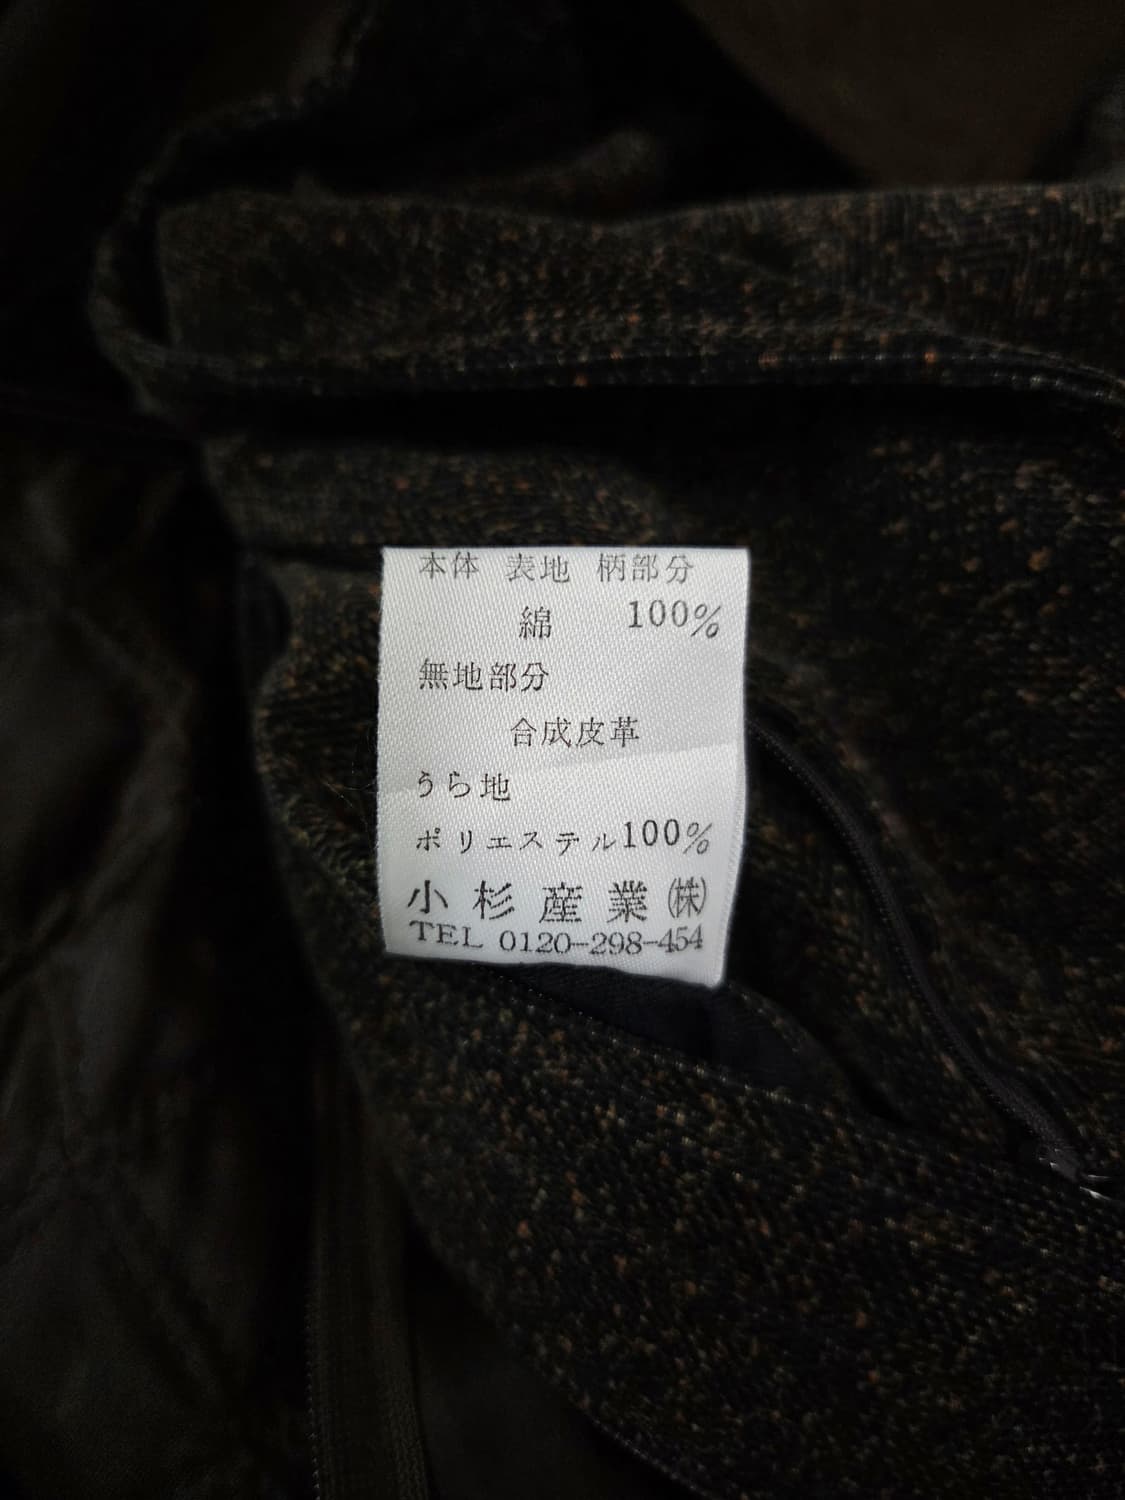 本体 表地 柄部分
綿 100%
無地部分
合成皮革
うら地
ポリエステル100%
小杉産業㈱
TEL 0120-298-454